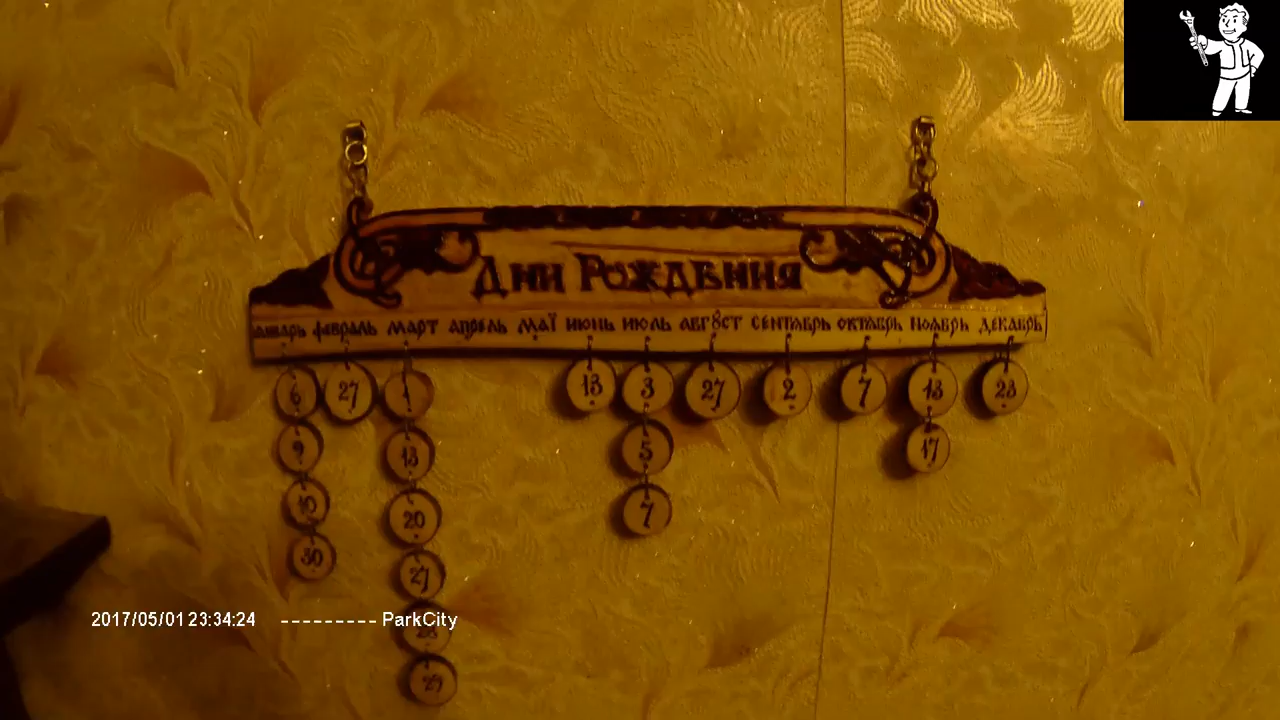 Дни Рождения
январь февраль март апрель маї июнь июль август сентябрь октябрь ноябрь декабрь
6 27 1 13 3 27 2 7 13 23
9 13 5 17
10 20 7
30 27
2017/05/01 23:34:24 --------- ParkCity
29